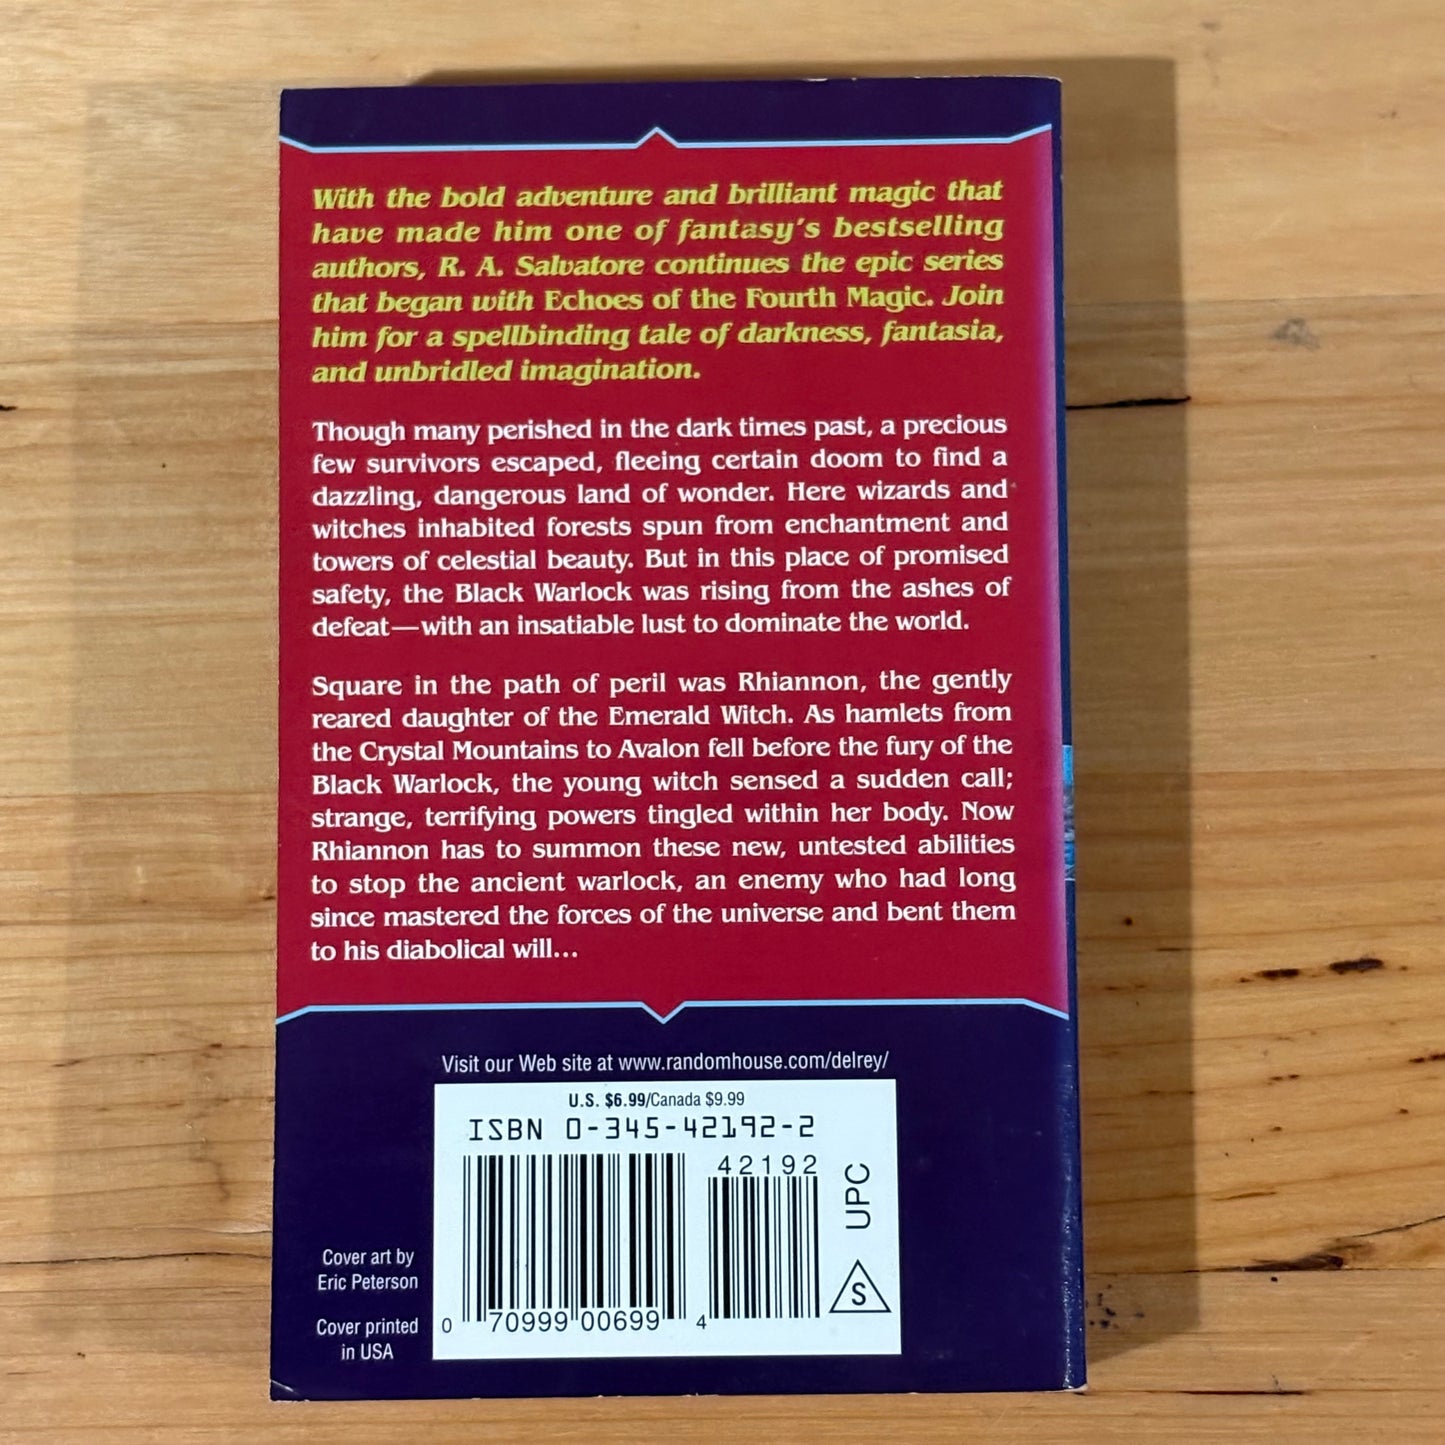 With the bold adventure and brilliant magic that
have made him one of fantasy's bestselling
authors, R. A. Salvatore continues the epic series
that began with Echoes of the Fourth Magic. Join
him for a spellbinding tale of darkness, fantasia,
and unbridled imagination.
Though many perished in the dark times past, a precious
few survivors escaped, fleeing certain doom to find a
dazzling, dangerous land of wonder. Here wizards and
witches inhabited forests spun from enchantment and
towers of celestial beauty. But in this place of promised
safety, the Black Warlock was rising from the ashes of
defeat—with an insatiable lust to dominate the world.
Square in the path of peril was Rhiannon, the gently
reared daughter of the Emerald Witch. As hamlets from
the Crystal Mountains to Avalon fell before the fury of the
Black Warlock, the young witch sensed a sudden call;
strange, terrifying powers tingled within her body. Now
Rhiannon has to summon these new, untested abilities
to stop the ancient warlock, an enemy who had long
since mastered the forces of the universe and bent them
to his diabolical will...
Visit our Web site at www.randomhouse.com/delrey/
U.S. $6.99/Canada $9.99
ISBN 0-345-42192-2
42192
UPC
S
0 70999 00699 4
Cover art by
Eric Peterson
Cover printed
in USA